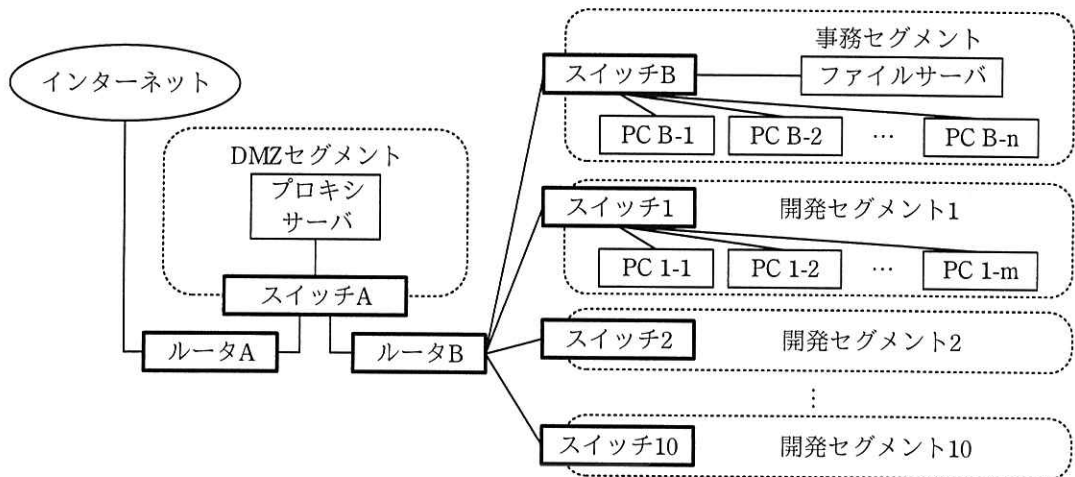 インターネット
DMZセグメント
プロキシ
サーバ
スイッチA
ルータA
ルータB
事務セグメント
スイッチB
ファイルサーバ
PC B-1
PC B-2
…
PC B-n
スイッチ1
開発セグメント1
PC 1-1
PC 1-2
…
PC 1-m
スイッチ2
開発セグメント2
⋮
スイッチ10
開発セグメント10